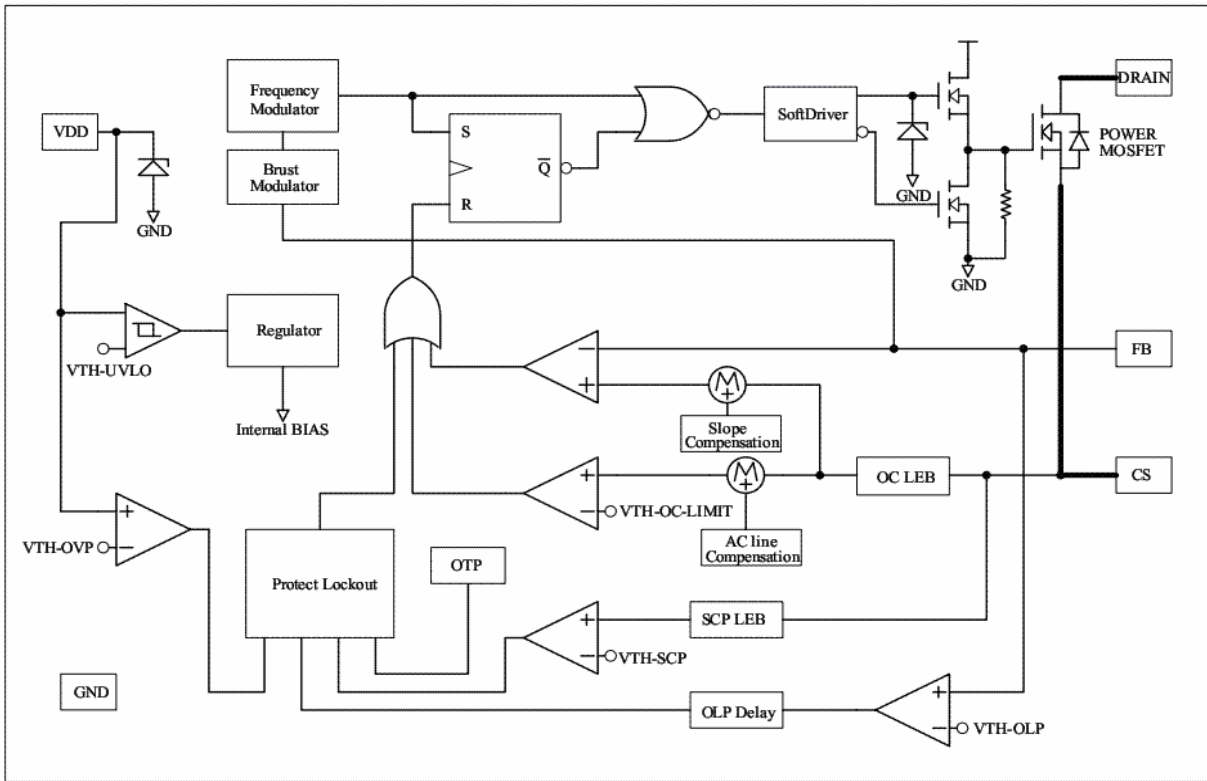 Frequency
Modulator
DRAIN
VDD
SoftDriver
S
POWER
MOSFET
Brust
Modulator
Q
R
GND
GND
GND
Regulator
VTH-UVLO
FB
Internal BIAS
Slope
Compensation
OC LEB
CS
VTH-OC-LIMIT
VTH-OVP
AC line
Compensation
OTP
Protect Lockout
SCP LEB
VTH-SCP
GND
OLP Delay
VTH-OLP